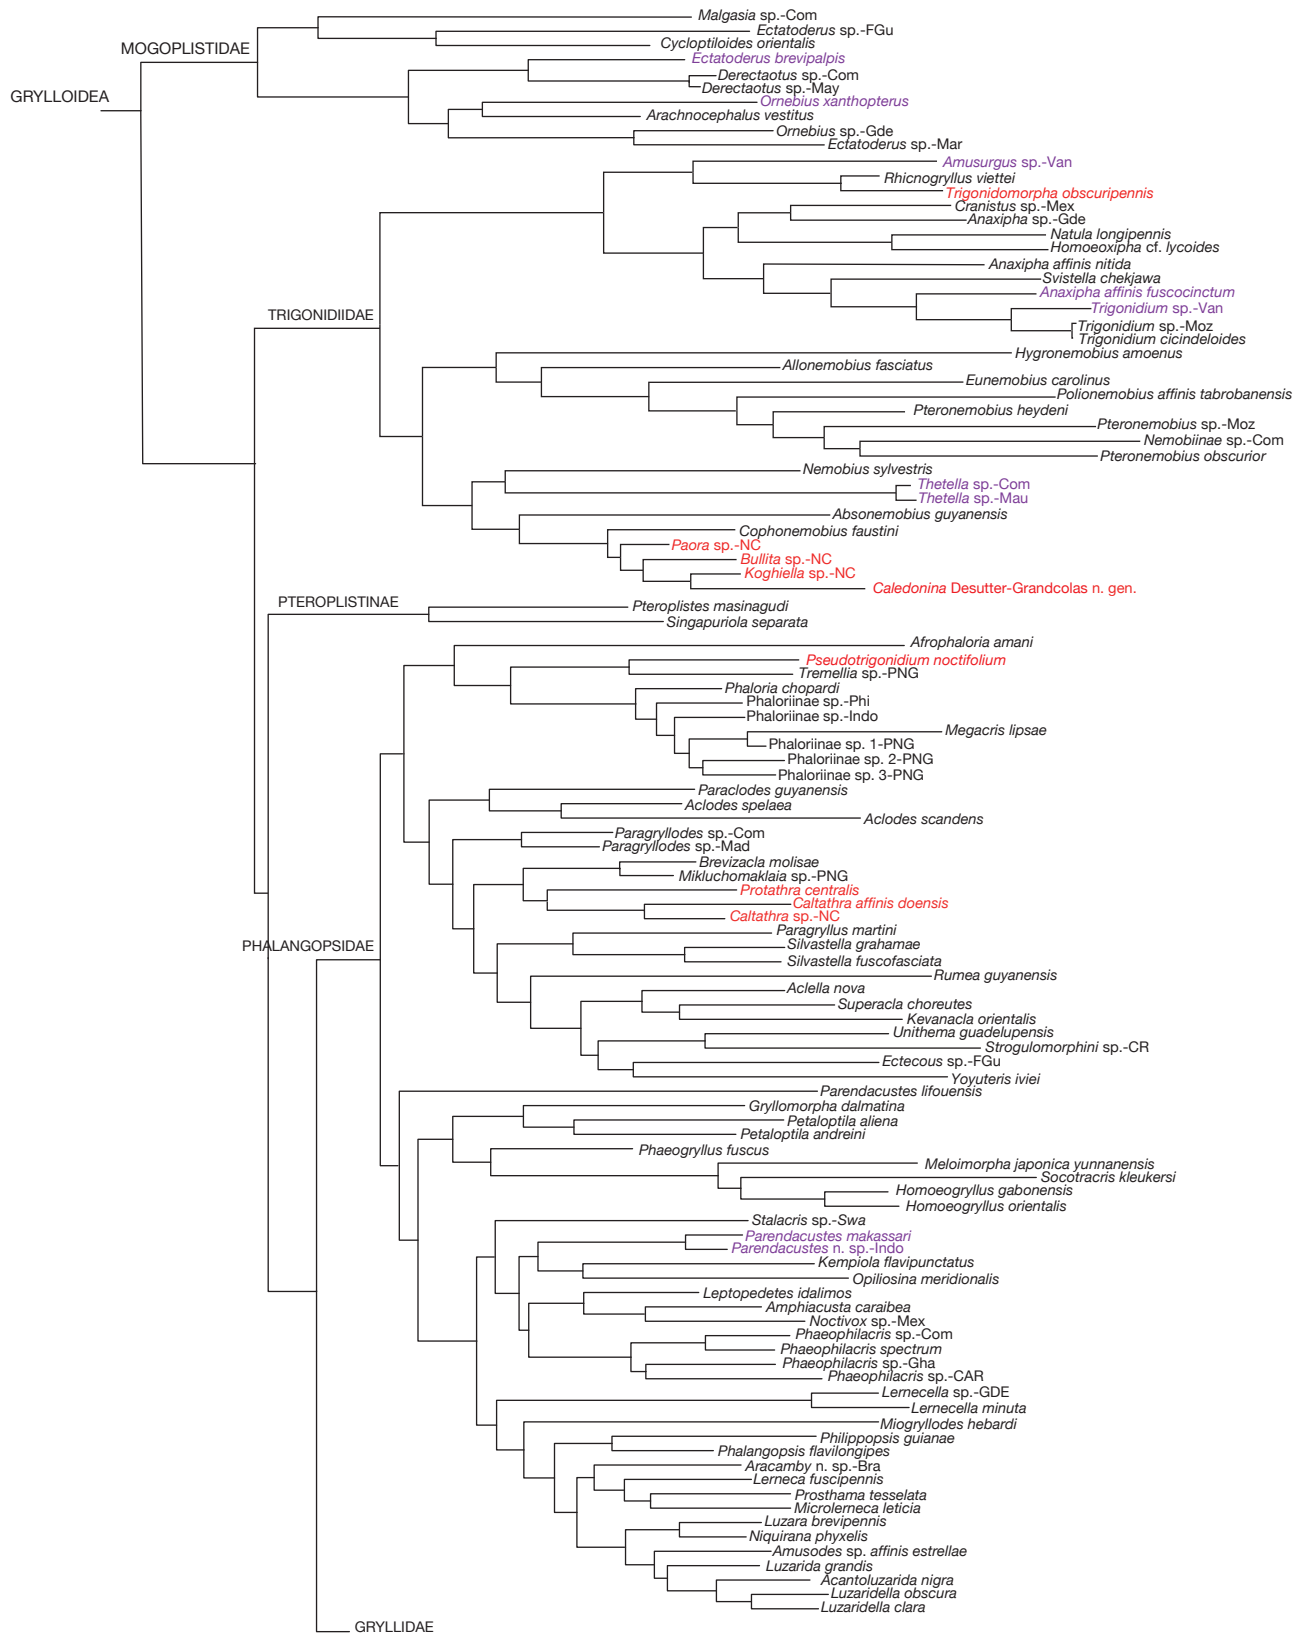 Malgasia sp.-Com
Ectatoderus sp.-FGu
Cycloptiloides orientalis
MOGOPLISTIDAE
Ectatoderus brevipalpis
Derectaotus sp.-Com
Derectaotus sp.-May
GRYLLOIDEA
Ornebius xanthopterus
Arachnocephalus vestitus
Ornebius sp.-Gde
Ectatoderus sp.-Mar
Amusurgus sp.-Van
Rhicnogryllus viettei
Trigonidomorpha obscuripennis
Cranistus sp.-Mex
Anaxipha sp.-Gde
Natula longipennis
Homoeoxipha cf. lycoides
Anaxipha affinis nitida
Svistella chekjawa
Anaxipha affinis fuscocinctum
Trigonidium sp.-Van
TRIGONIDIIDAE
Trigonidium sp.-Moz
Trigonidium cicindeloides
Hygronemobius amoenus
Allonemobius fasciatus
Eunemobius carolinus
Polionemobius affinis tabrobanensis
Pteronemobius heydeni
Pteronemobius sp.-Moz
Nemobiinae sp.-Com
Pteronemobius obscurior
Nemobius sylvestris
Thetella sp.-Com
Thetella sp.-Mau
Absonemobius guyanensis
Cophonemobius faustini
Paora sp.-NC
Bullita sp.-NC
Koghiella sp.-NC
Caledonina Desutter-Grandcolas n. gen.
PTEROPLISTINAE
Pteroplistes masinagudi
Singapuriola separata
Afrophaloria amani
Pseudotrigonidium noctifolium
Tremellia sp.-PNG
Phaloria chopardi
Phaloriinae sp.-Phi
Phaloriinae sp.-Indo
Megacris lipsae
Phaloriinae sp. 1-PNG
Phaloriinae sp. 2-PNG
Phaloriinae sp. 3-PNG
Paraclodes guyanensis
Aclodes spelaea
Aclodes scandens
Paragryllodes sp.-Com
Paragryllodes sp.-Mad
Brevizacla molisae
Mikluchomaklaia sp.-PNG
Protathra centralis
Caltathra affinis doensis
Caltathra sp.-NC
Paragryllus martini
PHALANGOPSIDAE
Silvastella grahamae
Silvastella fuscofasciata
Rumea guyanensis
Aclella nova
Superacla choreutes
Kevanacla orientalis
Unithema guadelupensis
Strogulomorphini sp.-CR
Ectecous sp.-FGu
Yoyuteris iviei
Parendacustes lifouensis
Gryllomorpha dalmatina
Petaloptila aliena
Petaloptila andreini
Phaeogryllus fuscus
Meloimorpha japonica yunnanensis
Socotracris kleukersi
Homoeogryllus gabonensis
Homoeogryllus orientalis
Stalacris sp.-Swa
Parendacustes makassari
Parendacustes n. sp.-Indo
Kempiola flavipunctatus
Opiliosina meridionalis
Leptopedetes idalimos
Amphiacusta caraibea
Noctivox sp.-Mex
Phaeophilacris sp.-Com
Phaeophilacris spectrum
Phaeophilacris sp.-Gha
Phaeophilacris sp.-CAR
Lernecella sp.-GDE
Lernecella minuta
Miogryllodes hebardi
Philippopsis guianae
Phalangopsis flavilongipes
Aracamby n. sp.-Bra
Lerneca fuscipennis
Prosthama tesselata
Microlerneca leticia
Luzara brevipennis
Niquirana phyxelis
Amusodes sp. affinis estrellae
Luzarida grandis
Acantoluzarida nigra
Luzaridella obscura
Luzaridella clara
GRYLLIDAE